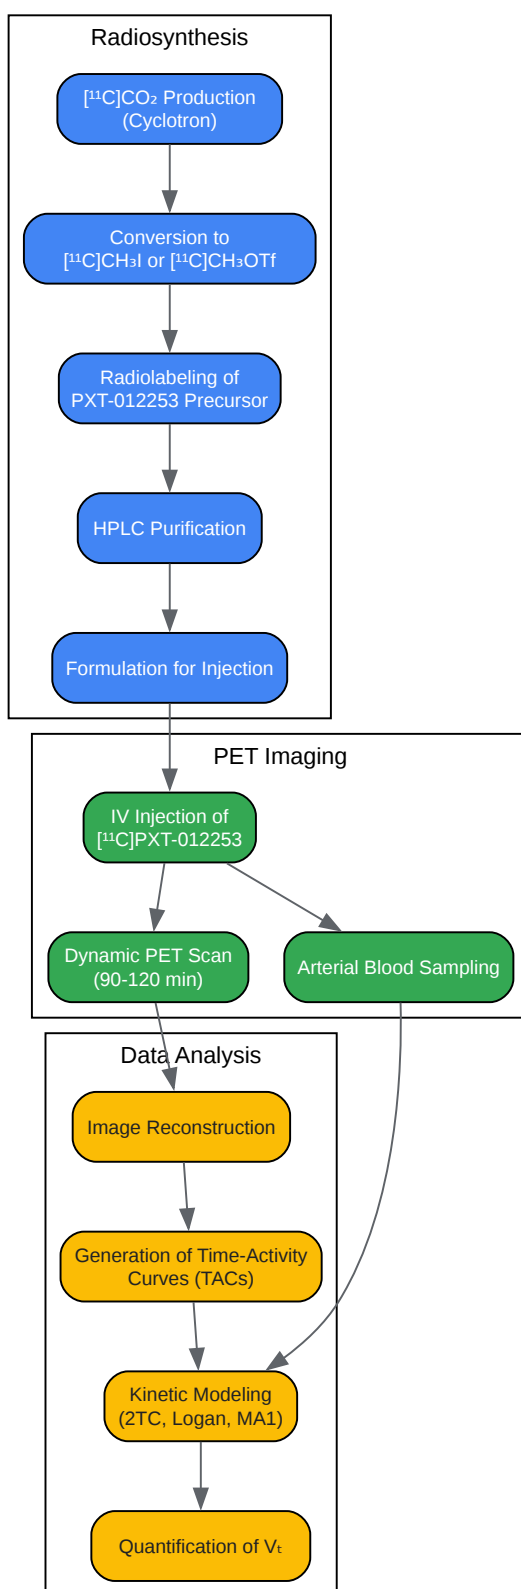 Radiosynthesis
[¹¹C]CO₂ Production
(Cyclotron)
Conversion to
[¹¹C]CH₃I or [¹¹C]CH₃OTf
Radiolabeling of
PXT-012253 Precursor
HPLC Purification
Formulation for Injection
PET Imaging
IV Injection of
[¹¹C]PXT-012253
Dynamic PET Scan
(90-120 min)
Arterial Blood Sampling
Data Analysis
Image Reconstruction
Generation of Time-Activity
Curves (TACs)
Kinetic Modeling
(2TC, Logan, MA1)
Quantification of Vₜ